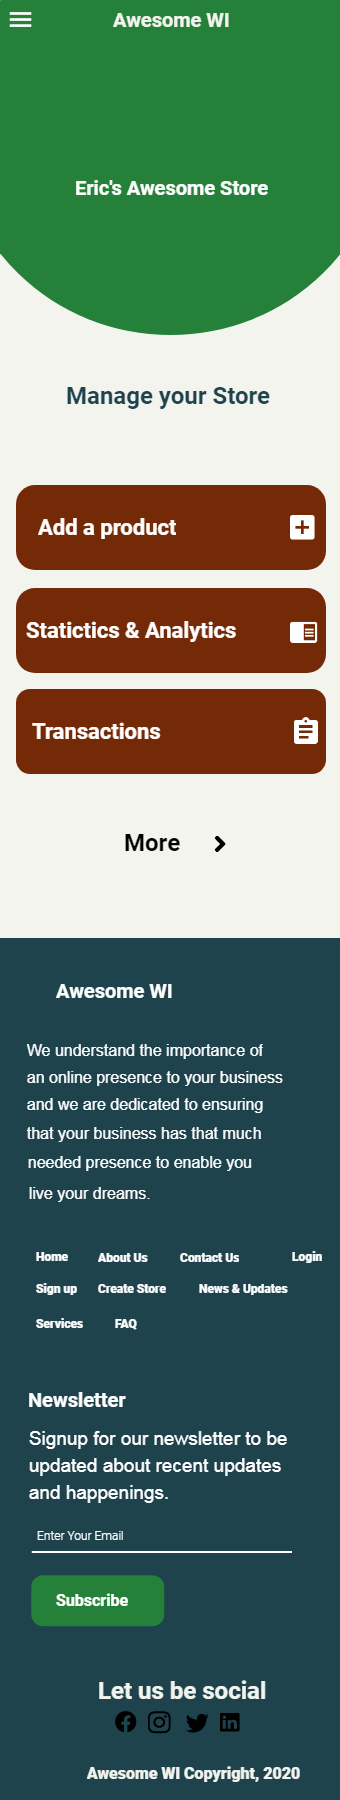 Awesome WI
Eric's Awesome Store
Manage your Store
Add a product
Statictics & Analytics
Transactions
More
Awesome WI
We understand the importance of
an online presence to your business
and we are dedicated to ensuring
that your business has that much
needed presence to enable you
live your dreams.
Home About Us Contact Us Login
Sign up Create Store News & Updates
Services FAQ
Newsletter
Signup for our newsletter to be
updated about recent updates
and happenings.
Enter Your Email
Subscribe
Let us be social
Awesome WI Copyright, 2020